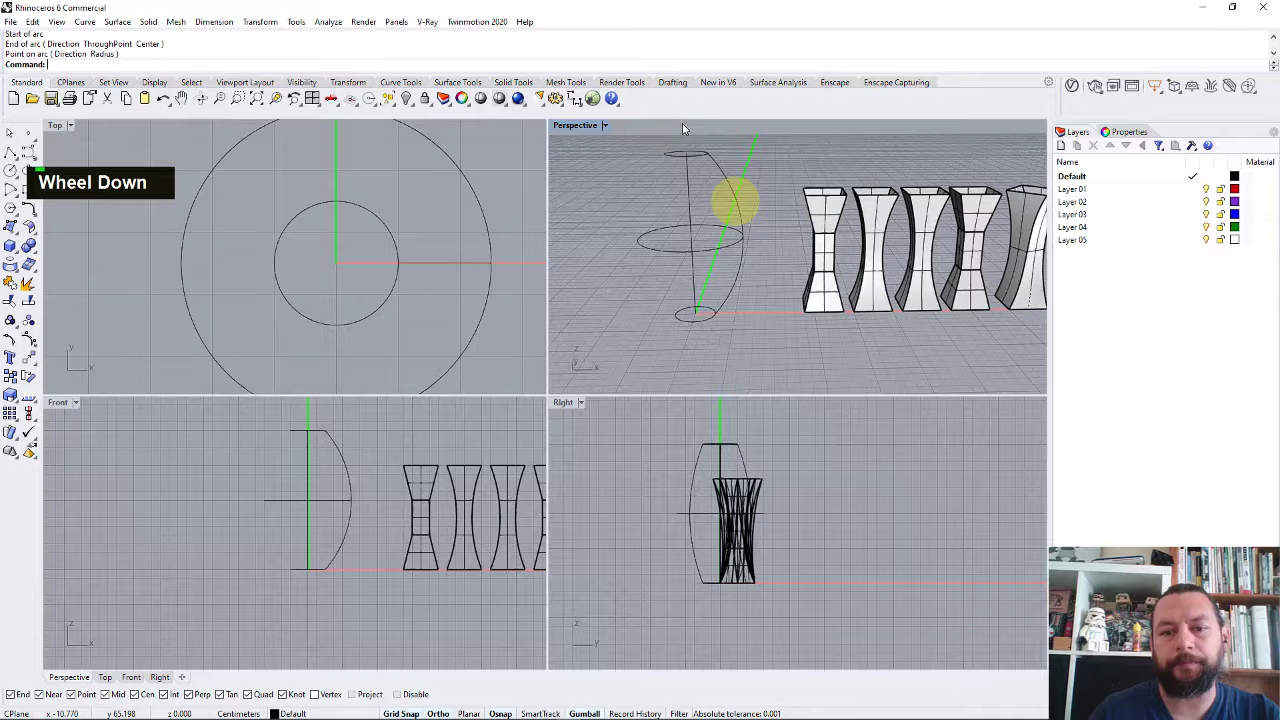 Rhinoceros 6 Commercial
File Edit View Curve Surface Solid Mesh Dimension Transform Tools Analyze Render Panels V-Ray Twinmotion 2020 Help
Start of arc
End of arc ( Direction ThroughPoint Center )
Point on arc ( Direction Radius )
Command:
Standard CPlanes Set View Display Select Viewport Layout Visibility Transform Curve Tools Surface Tools Solid Tools Mesh Tools Render Tools Drafting New in V6 Surface Analysis Enscape Enscape Capturing
Top
Perspective
Layers Properties
Name Material
Default
Layer 01
Layer 02
Layer 03
Layer 04
Layer 05
Wheel Down
y
x
z
y
x
Front
Right
z
x
z
y
Perspective Top Front Right
End Near Point Mid Cen Int Perp Tan Quad Knot Vertex Project Disable
CPlane x -10.770 y 65.198 z 0.000 Centimeters Default Grid Snap Ortho Planar Osnap SmartTrack Gumball Record History Filter Absolute tolerance: 0.001